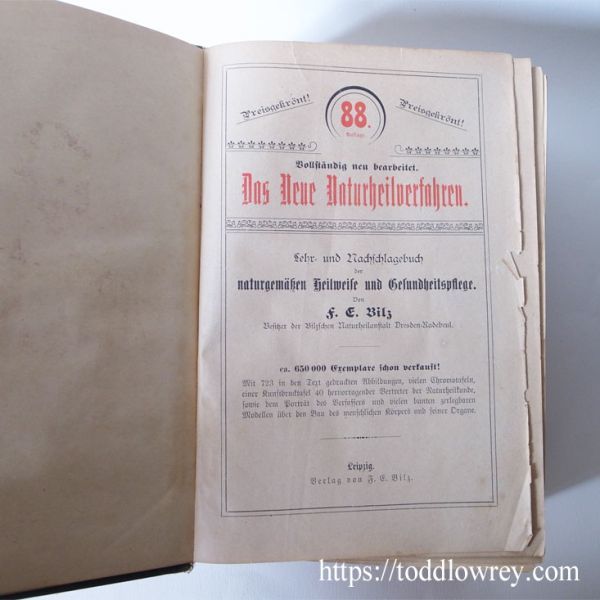 Preisgekrönt!
88.
Auflage.
Preisgekrönt!
Vollständig neu bearbeitet.
Das Neue Naturheilverfahren.
Lehr- und Nachschlagebuch
der
naturgemäßen Heilweise und Gesundheitspflege.
Von
F. E. Bilz
Besitzer der Bilz'schen Naturheilanstalt Dresden-Radebeul.
ca. 650 000 Exemplare schon verkauft!
Mit 723 in den Text gedruckten Abbildungen, vielen Chromotafeln,
einer Kunstdrucktafel 40 hervorragender Vertreter der Naturheilkunde,
sowie dem Porträt des Verfassers und vielen bunten zerlegbaren
Modellen über den Bau des menschlichen Körpers und seiner Organe.
Leipzig.
Verlag von F. E. Bilz.
https://toddlowrey.com/